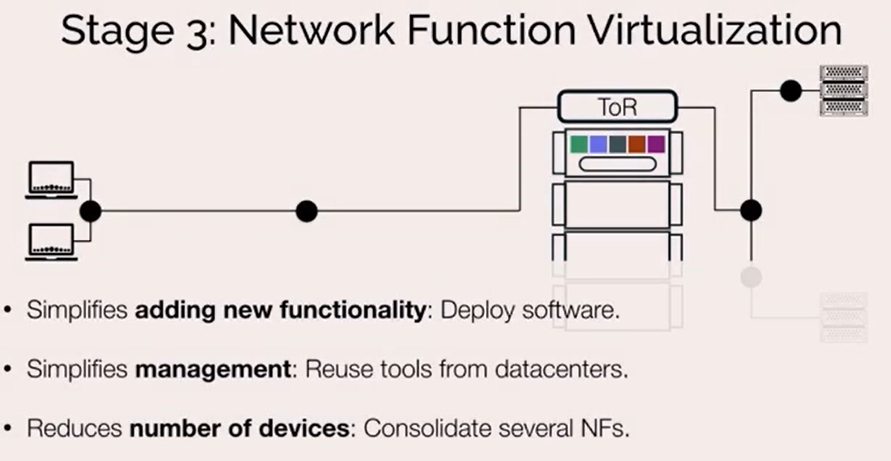 Stage 3: Network Function Virtualization
ToR
• Simplifies adding new functionality: Deploy software.
• Simplifies management: Reuse tools from datacenters.
• Reduces number of devices: Consolidate several NFs.